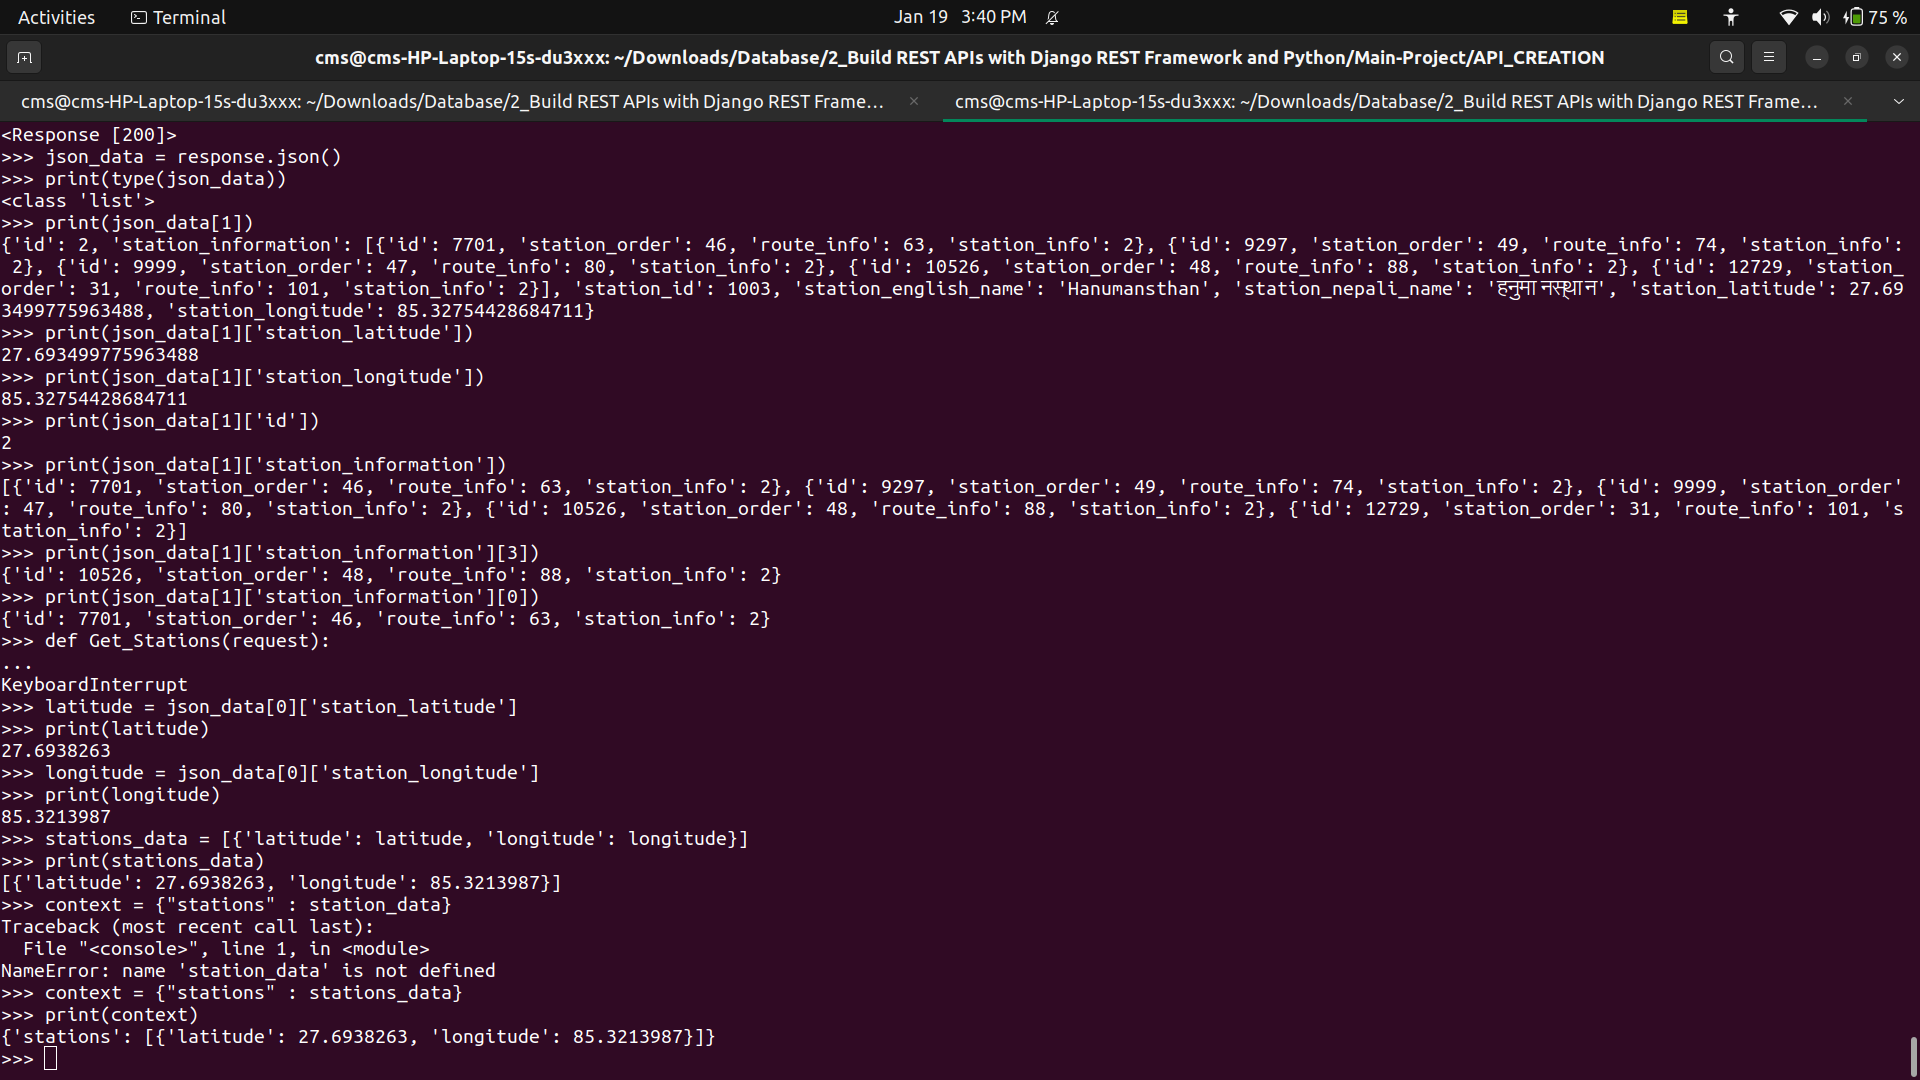 Activities Terminal Jan 19 3:40 PM 75 %
cms@cms-HP-Laptop-15s-du3xxx: ~/Downloads/Database/2_Build REST APIs with Django REST Framework and Python/Main-Project/API_CREATION
cms@cms-HP-Laptop-15s-du3xxx: ~/Downloads/Database/2_Build REST APIs with Django REST Frame... cms@cms-HP-Laptop-15s-du3xxx: ~/Downloads/Database/2_Build REST APIs with Django REST Frame...
<Response [200]>
>>> json_data = response.json()
>>> print(type(json_data))
<class 'list'>
>>> print(json_data[1])
{'id': 2, 'station_information': [{'id': 7701, 'station_order': 46, 'route_info': 63, 'station_info': 2}, {'id': 9297, 'station_order': 49, 'route_info': 74, 'station_info':
 2}, {'id': 9999, 'station_order': 47, 'route_info': 80, 'station_info': 2}, {'id': 10526, 'station_order': 48, 'route_info': 88, 'station_info': 2}, {'id': 12729, 'station_
order': 31, 'route_info': 101, 'station_info': 2}], 'station_id': 1003, 'station_english_name': 'Hanumansthan', 'station_nepali_name': 'हनुमानस्थान', 'station_latitude': 27.69
3499775963488, 'station_longitude': 85.32754428684711}
>>> print(json_data[1]['station_latitude'])
27.693499775963488
>>> print(json_data[1]['station_longitude'])
85.32754428684711
>>> print(json_data[1]['id'])
2
>>> print(json_data[1]['station_information'])
[{'id': 7701, 'station_order': 46, 'route_info': 63, 'station_info': 2}, {'id': 9297, 'station_order': 49, 'route_info': 74, 'station_info': 2}, {'id': 9999, 'station_order'
: 47, 'route_info': 80, 'station_info': 2}, {'id': 10526, 'station_order': 48, 'route_info': 88, 'station_info': 2}, {'id': 12729, 'station_order': 31, 'route_info': 101, 's
tation_info': 2}]
>>> print(json_data[1]['station_information'][3])
{'id': 10526, 'station_order': 48, 'route_info': 88, 'station_info': 2}
>>> print(json_data[1]['station_information'][0])
{'id': 7701, 'station_order': 46, 'route_info': 63, 'station_info': 2}
>>> def Get_Stations(request):
...
KeyboardInterrupt
>>> latitude = json_data[0]['station_latitude']
>>> print(latitude)
27.6938263
>>> longitude = json_data[0]['station_longitude']
>>> print(longitude)
85.3213987
>>> stations_data = [{'latitude': latitude, 'longitude': longitude}]
>>> print(stations_data)
[{'latitude': 27.6938263, 'longitude': 85.3213987}]
>>> context = {"stations" : station_data}
Traceback (most recent call last):
  File "<console>", line 1, in <module>
NameError: name 'station_data' is not defined
>>> context = {"stations" : stations_data}
>>> print(context)
{'stations': [{'latitude': 27.6938263, 'longitude': 85.3213987}]}
>>>